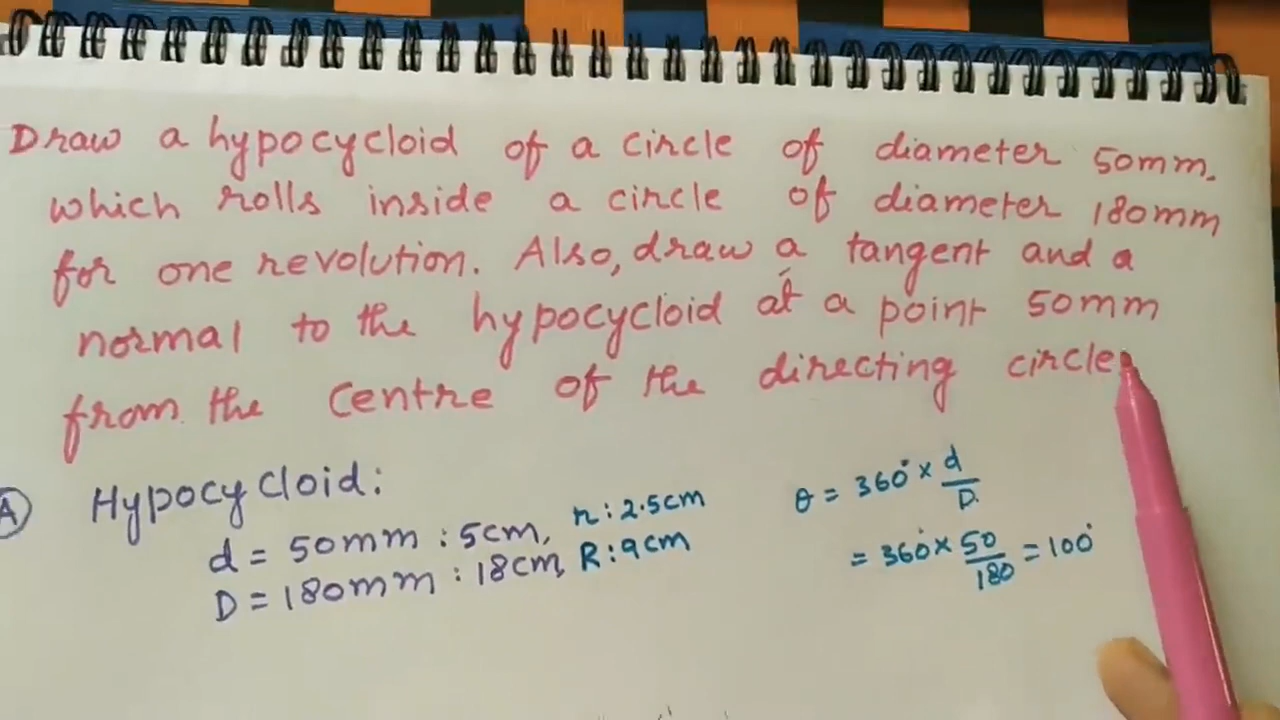 Draw a hypocycloid of a circle of diameter 50mm.
which rolls inside a circle of diameter 180mm
for one revolution. Also, draw a tangent and a
normal to the hypocycloid at a point 50mm
from the centre of the directing circle
A Hypocycloid:
d = 50mm : 5cm, r : 2.5cm
D = 180mm : 18cm, R : 9cm
θ = 360° × d/D.
= 360° × 50/180 = 100°